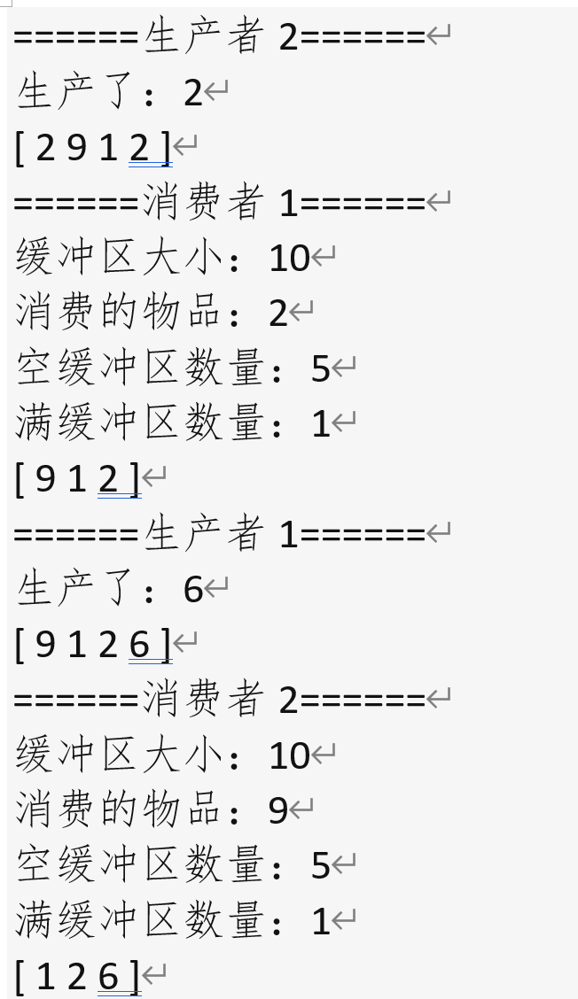 ======生产者 2======↵
生产了：2↵
[ 2 9 1 2 ]↵
======消费者 1======↵
缓冲区大小：10↵
消费的物品：2↵
空缓冲区数量：5↵
满缓冲区数量：1↵
[ 9 1 2 ]↵
======生产者 1======↵
生产了：6↵
[ 9 1 2 6 ]↵
======消费者 2======↵
缓冲区大小：10↵
消费的物品：9↵
空缓冲区数量：5↵
满缓冲区数量：1↵
[ 1 2 6 ]↵